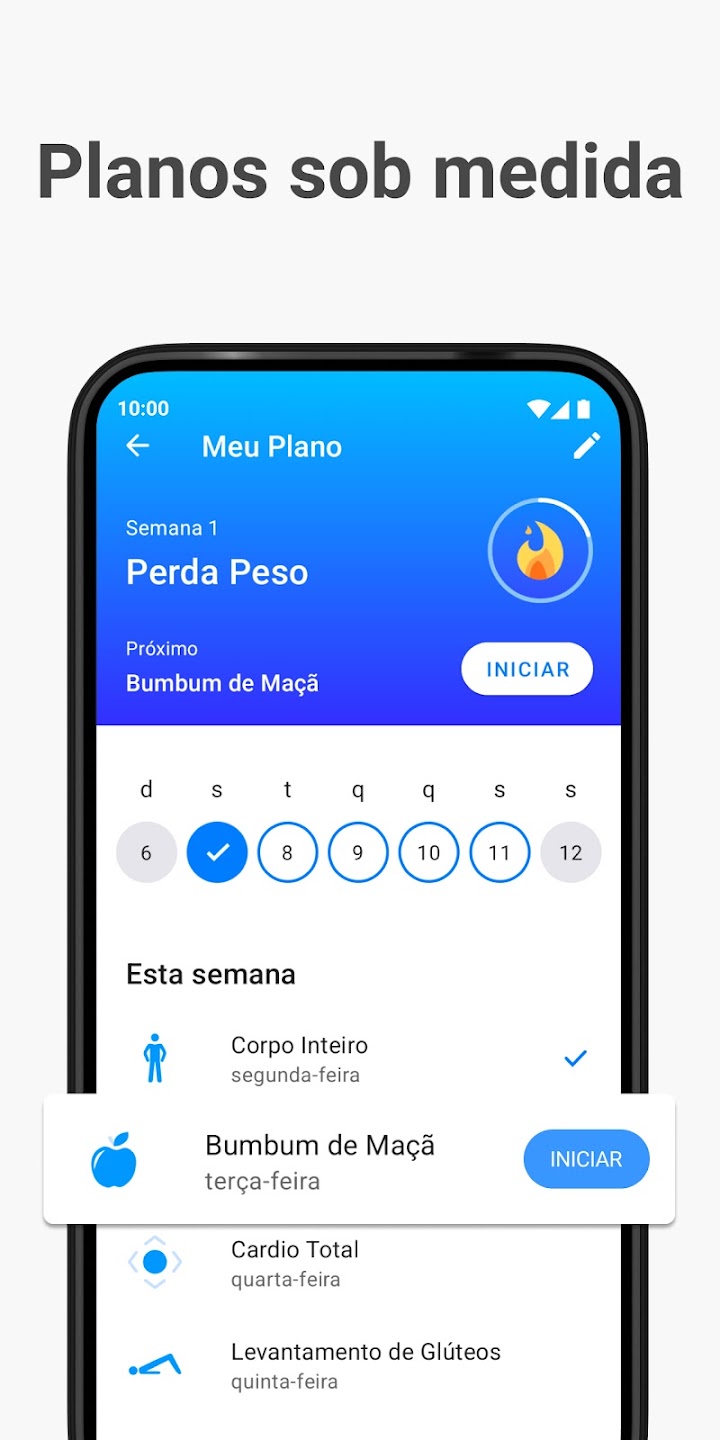 Planos sob medida
10:00
Meu Plano
Semana 1
Perda Peso
Próximo
Bumbum de Maçã
INICIAR
d s t q q s s
6 8 9 10 11 12
Esta semana
Corpo Inteiro
segunda-feira
Bumbum de Maçã
terça-feira
INICIAR
Cardio Total
quarta-feira
Levantamento de Glúteos
quinta-feira